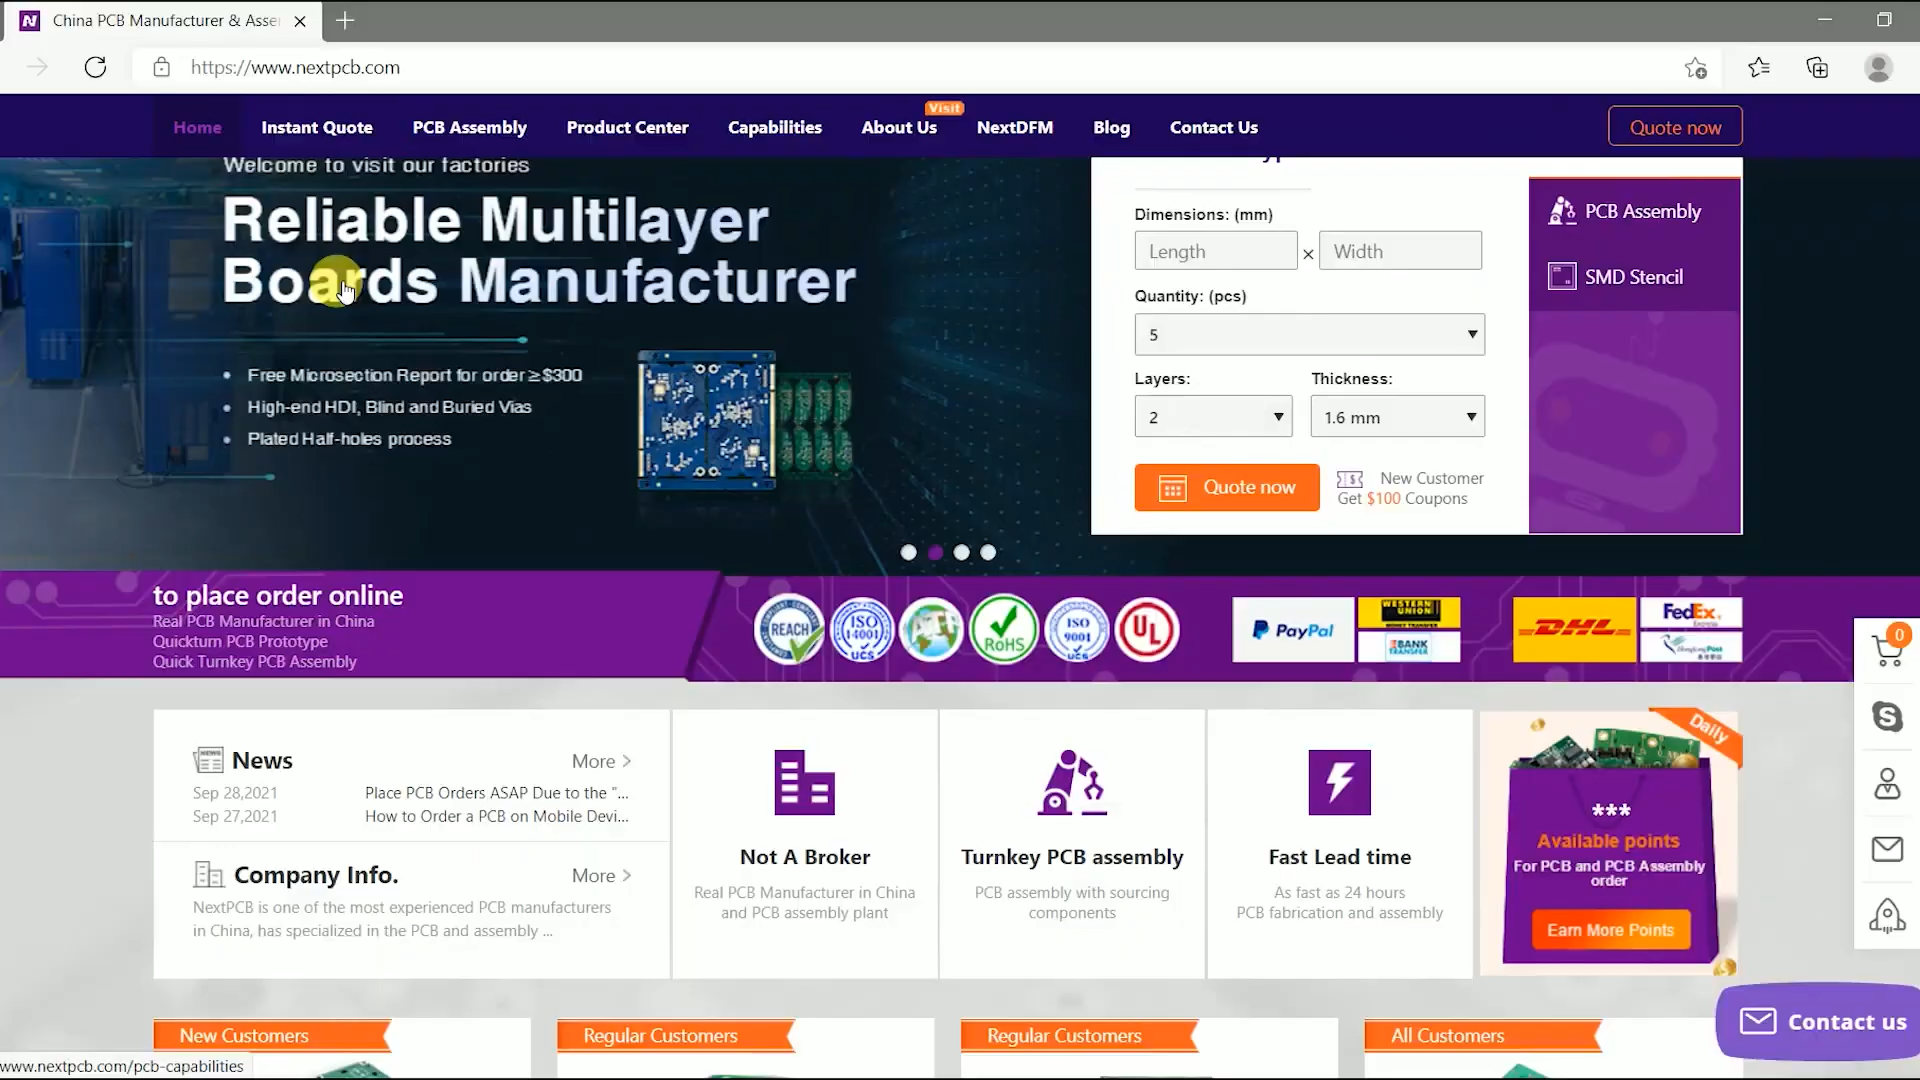 China PCB Manufacturer & Asse
https://www.nextpcb.com
Visit
Home
Instant Quote
PCB Assembly
Product Center
Capabilities
About Us
NextDFM
Blog
Contact Us
Quote now
Welcome to visit our factories
Reliable Multilayer
Boards Manufacturer
Free Microsection Report for order ≥ $300
High-end HDI, Blind and Buried Vias
Plated Half-holes process
Dimensions: (mm)
Length × Width
Quantity: (pcs)
5
Layers: Thickness:
2 1.6 mm
Quote now
New Customer
Get $100 Coupons
PCB Assembly
SMD Stencil
to place order online
Real PCB Manufacturer in China
Quickturn PCB Prototype
Quick Turnkey PCB Assembly
REACH
ISO
14001
UCS
RoHS
ISO
9001
UCS
UL
PayPal
WESTERN
UNION
MONEY TRANSFER
BANK
TRANSFER
DHL
FedEx
Express
0
News
More >
Sep 28,2021 Place PCB Orders ASAP Due to the "...
Sep 27,2021 How to Order a PCB on Mobile Devi...
Company Info.
More >
NextPCB is one of the most experienced PCB manufacturers
in China, has specialized in the PCB and assembly ...
Not A Broker
Real PCB Manufacturer in China
and PCB assembly plant
Turnkey PCB assembly
PCB assembly with sourcing
components
Fast Lead time
As fast as 24 hours
PCB fabrication and assembly
Daily
***
Available points
For PCB and PCB Assembly
order
Earn More Points
Contact us
New Customers
Regular Customers
Regular Customers
All Customers
www.nextpcb.com/pcb-capabilities